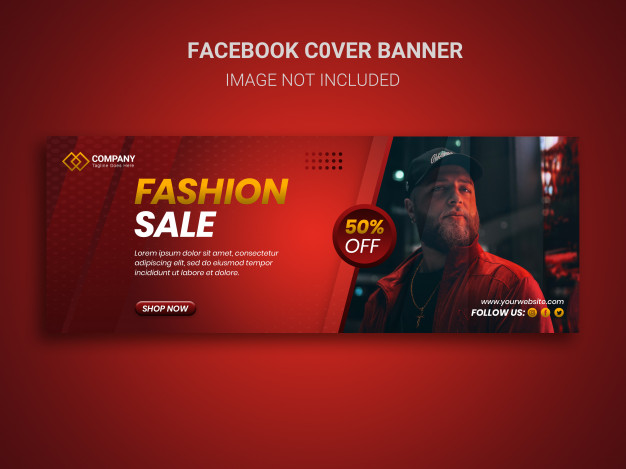 FACEBOOK C0VER BANNER
IMAGE NOT INCLUDED
COMPANY
Tagline Goes Here
FASHION
SALE
Lorem ipsum dolor sit amet, consectetur
adipiscing elit, sed do eiusmod tempor
incididunt ut labore et dolore.
SHOP NOW
50%
OFF
www.yourwebsite.com
FOLLOW US: